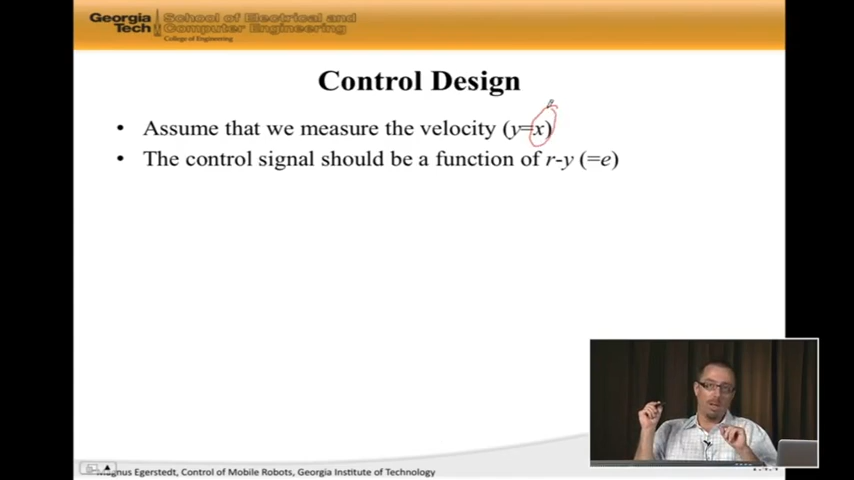 Georgia Tech
School of Electrical and Computer Engineering
College of Engineering
Control Design
• Assume that we measure the velocity (y=x)
• The control signal should be a function of r-y (=e)
Magnus Egerstedt, Control of Mobile Robots, Georgia Institute of Technology